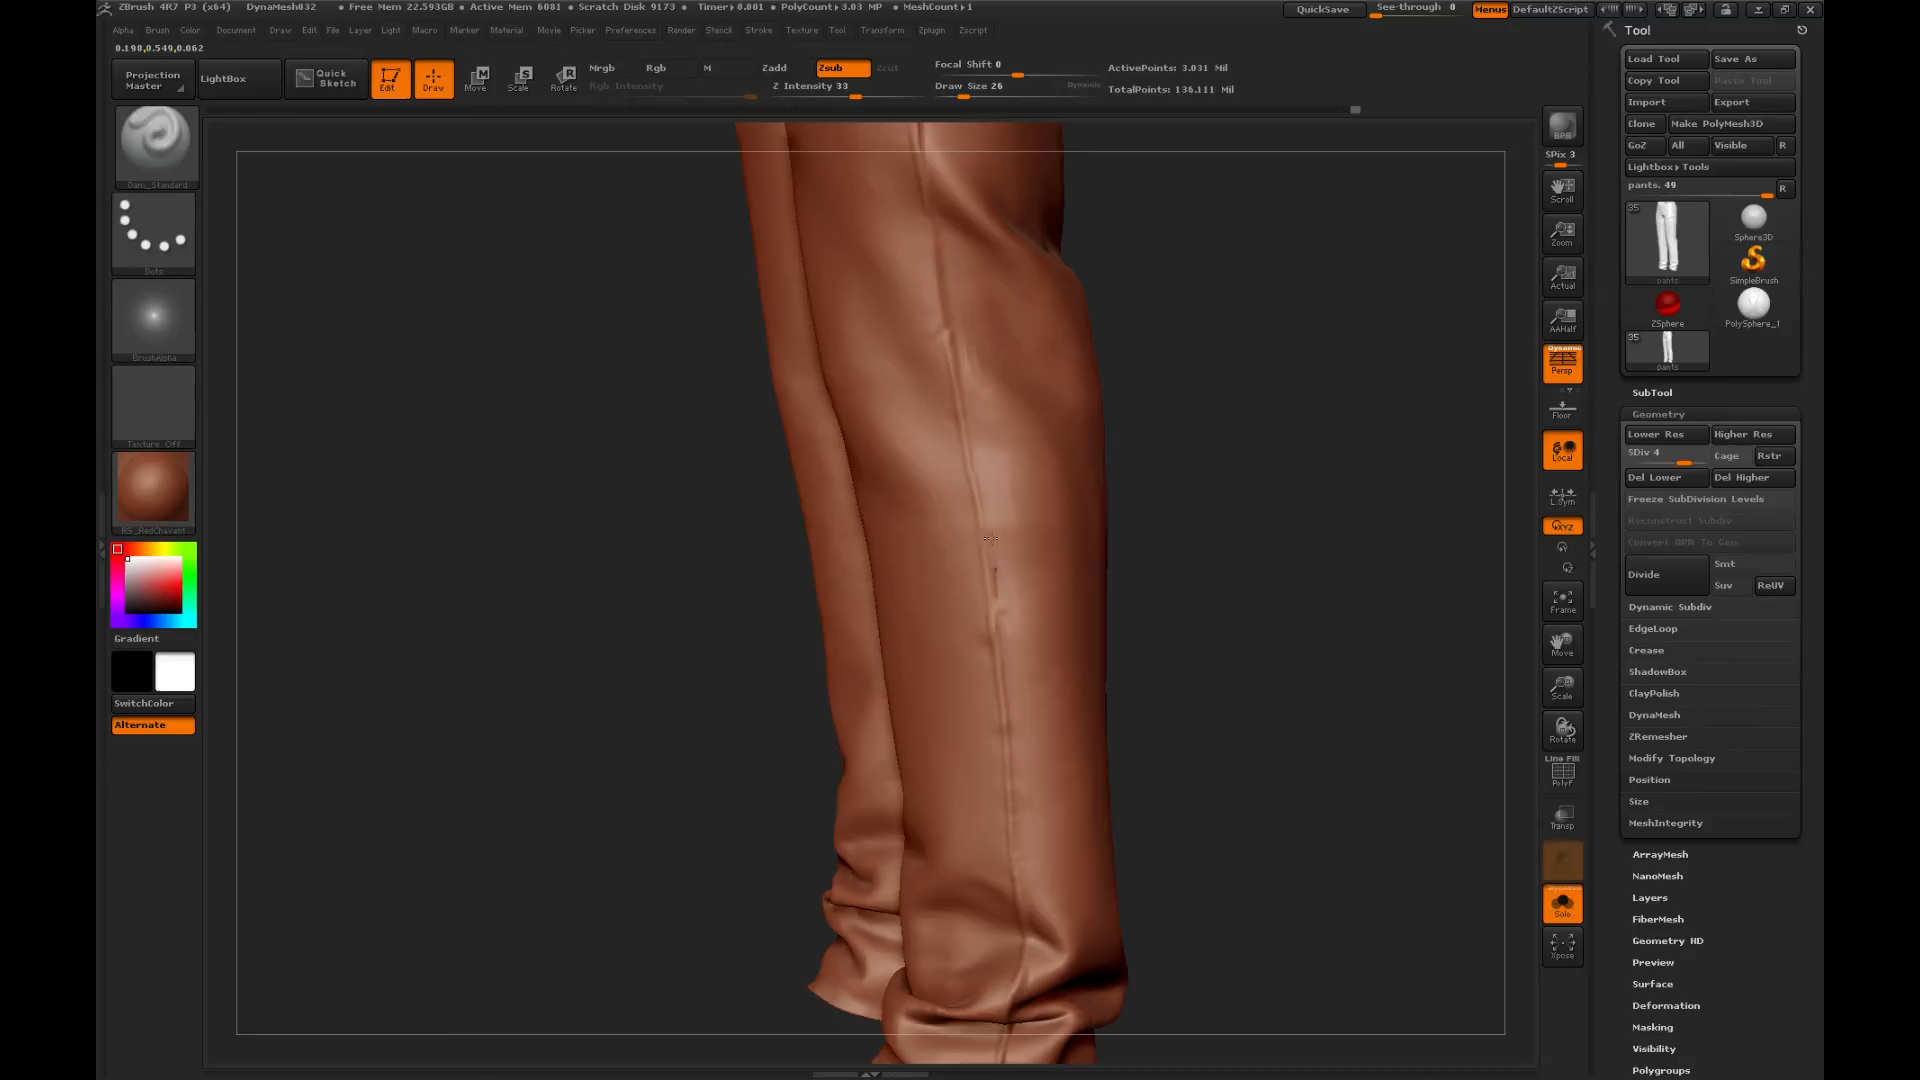 ZBrush 4R7 P3 (x64) DynaMesh032 • Free Mem 22.593GB • Active Mem 6081 • Scratch Disk 9173 • Timer▸0.001 • PolyCount▸3.03 MP • MeshCount▸1 QuickSave See-through 0 Menus DefaultZScript
Alpha Brush Color Document Draw Edit File Layer Light Macro Marker Material Movie Picker Preferences Render Stencil Stroke Texture Tool Transform Zplugin Zscript
0.198,0.549,0.062
Projection Master
LightBox
Quick Sketch
Edit
Draw
Move
Scale
Rotate
Mrgb Rgb M
Rgb Intensity
Zadd Zsub Zcut
Z Intensity 33
Focal Shift 0
Draw Size 26
Dynamic
ActivePoints: 3.031 Mil
TotalPoints: 136.111 Mil
Dam_Standard
Dots
BrushAlpha
Texture Off
RS_RedChavant
Gradient
SwitchColor
Alternate
BPR
SPix 3
Scroll
Zoom
Actual
AAHalf
Dynamic
Persp
Floor
Local
L.Sym
XYZ
Frame
Move
Scale
Rotate
Line Fill
PolyF
Transp
Dynamic
Solo
Xpose
Tool
Load Tool Save As
Copy Tool Paste Tool
Import Export
Clone Make PolyMesh3D
GoZ All Visible R
Lightbox▸Tools
pants. 49 R
35
pants
Sphere3D
SimpleBrush
ZSphere
PolySphere_1
35
pants
SubTool
Geometry
Lower Res Higher Res
SDiv 4 Cage Rstr
Del Lower Del Higher
Freeze SubDivision Levels
Reconstruct Subdiv
Convert BPR To Geo
Divide
Smt
Suv ReUV
Dynamic Subdiv
EdgeLoop
Crease
ShadowBox
ClayPolish
DynaMesh
ZRemesher
Modify Topology
Position
Size
MeshIntegrity
ArrayMesh
NanoMesh
Layers
FiberMesh
Geometry HD
Preview
Surface
Deformation
Masking
Visibility
Polygroups